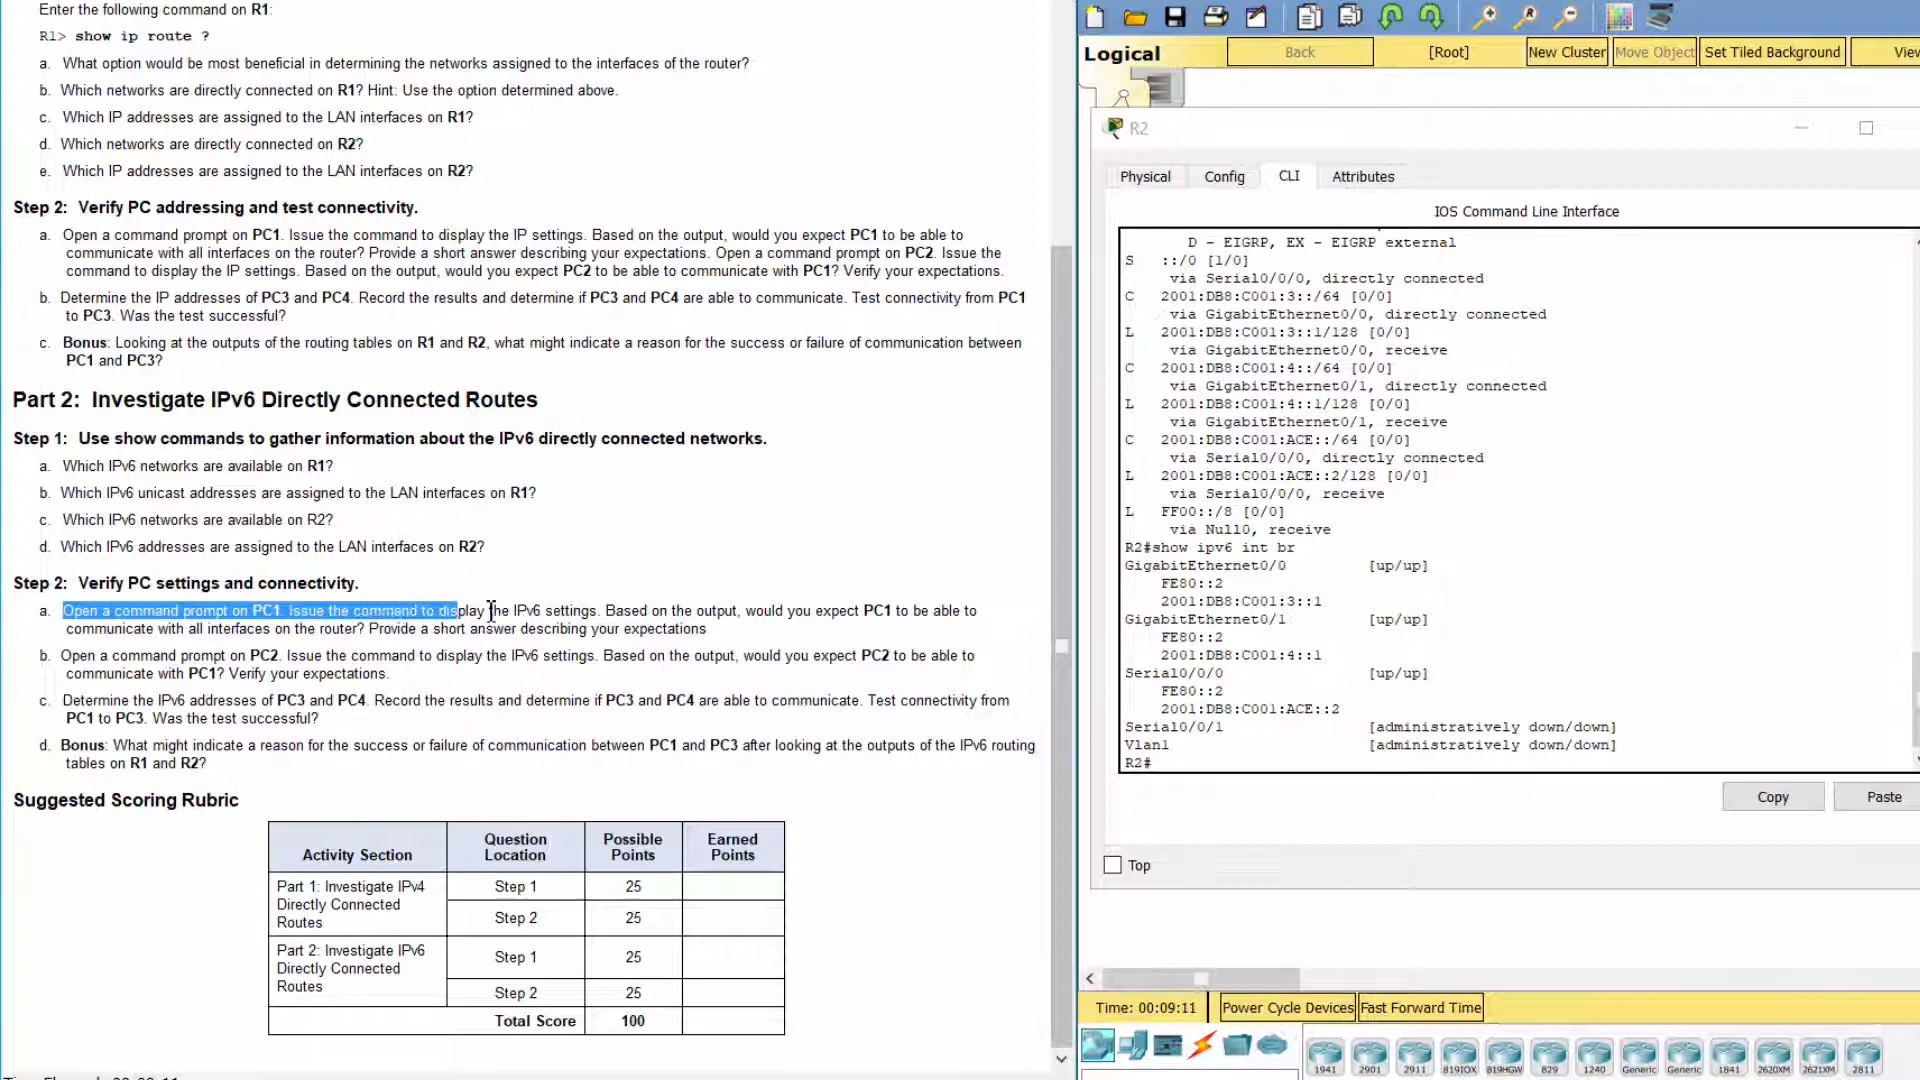 Enter the following command on R1:
R1> show ip route ?
a. What option would be most beneficial in determining the networks assigned to the interfaces of the router?
b. Which networks are directly connected on R1? Hint: Use the option determined above.
c. Which IP addresses are assigned to the LAN interfaces on R1?
d. Which networks are directly connected on R2?
e. Which IP addresses are assigned to the LAN interfaces on R2?
Step 2: Verify PC addressing and test connectivity.
a. Open a command prompt on PC1. Issue the command to display the IP settings. Based on the output, would you expect PC1 to be able to
communicate with all interfaces on the router? Provide a short answer describing your expectations. Open a command prompt on PC2. Issue the
command to display the IP settings. Based on the output, would you expect PC2 to be able to communicate with PC1? Verify your expectations.
b. Determine the IP addresses of PC3 and PC4. Record the results and determine if PC3 and PC4 are able to communicate. Test connectivity from PC1
to PC3. Was the test successful?
c. Bonus: Looking at the outputs of the routing tables on R1 and R2, what might indicate a reason for the success or failure of communication between
PC1 and PC3?
Part 2: Investigate IPv6 Directly Connected Routes
Step 1: Use show commands to gather information about the IPv6 directly connected networks.
a. Which IPv6 networks are available on R1?
b. Which IPv6 unicast addresses are assigned to the LAN interfaces on R1?
c. Which IPv6 networks are available on R2?
d. Which IPv6 addresses are assigned to the LAN interfaces on R2?
Step 2: Verify PC settings and connectivity.
a. Open a command prompt on PC1. Issue the command to display the IPv6 settings. Based on the output, would you expect PC1 to be able to
communicate with all interfaces on the router? Provide a short answer describing your expectations
b. Open a command prompt on PC2. Issue the command to display the IPv6 settings. Based on the output, would you expect PC2 to be able to
communicate with PC1? Verify your expectations.
c. Determine the IPv6 addresses of PC3 and PC4. Record the results and determine if PC3 and PC4 are able to communicate. Test connectivity from
PC1 to PC3. Was the test successful?
d. Bonus: What might indicate a reason for the success or failure of communication between PC1 and PC3 after looking at the outputs of the IPv6 routing
tables on R1 and R2?
Suggested Scoring Rubric
Activity Section
Question
Location
Possible
Points
Earned
Points
Part 1: Investigate IPv4
Directly Connected
Routes
Step 1 25
Step 2 25
Part 2: Investigate IPv6
Directly Connected
Routes
Step 1 25
Step 2 25
Total Score 100
Logical
Back
[Root]
New Cluster
Move Object
Set Tiled Background
View
R2
Physical
Config
CLI
Attributes
IOS Command Line Interface
D - EIGRP, EX - EIGRP external
S ::/0 [1/0]
via Serial0/0/0, directly connected
C 2001:DB8:C001:3::/64 [0/0]
via GigabitEthernet0/0, directly connected
L 2001:DB8:C001:3::1/128 [0/0]
via GigabitEthernet0/0, receive
C 2001:DB8:C001:4::/64 [0/0]
via GigabitEthernet0/1, directly connected
L 2001:DB8:C001:4::1/128 [0/0]
via GigabitEthernet0/1, receive
C 2001:DB8:C001:ACE::/64 [0/0]
via Serial0/0/0, directly connected
L 2001:DB8:C001:ACE::2/128 [0/0]
via Serial0/0/0, receive
L FF00::/8 [0/0]
via Null0, receive
R2#show ipv6 int br
GigabitEthernet0/0 [up/up]
FE80::2
2001:DB8:C001:3::1
GigabitEthernet0/1 [up/up]
FE80::2
2001:DB8:C001:4::1
Serial0/0/0 [up/up]
FE80::2
2001:DB8:C001:ACE::2
Serial0/0/1 [administratively down/down]
Vlan1 [administratively down/down]
R2#
Copy
Paste
Top
Time: 00:09:11
Power Cycle Devices
Fast Forward Time
1941 2901 2911 819IOX 819HGW 829 1240 Generic Generic 1841 2620XM 2621XM 2811